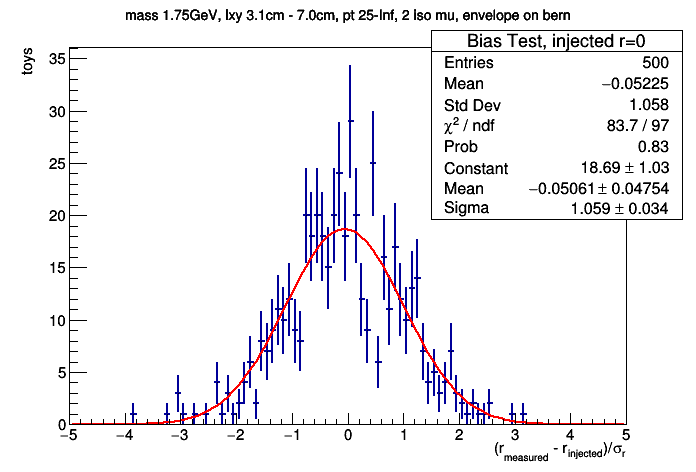 mass 1.75GeV, lxy 3.1cm - 7.0cm, pt 25-Inf, 2 Iso mu, envelope on bern
toys
Bias Test, injected r=0
Entries 500
Mean −0.05225
Std Dev 1.058
χ² / ndf 83.7 / 97
Prob 0.83
Constant 18.69 ± 1.03
Mean −0.05061 ± 0.04754
Sigma 1.059 ± 0.034
35
30
25
20
15
10
5
0
−5 −4 −3 −2 −1 0 1 2 3 4 5
(r_measured - r_injected)/σ_r